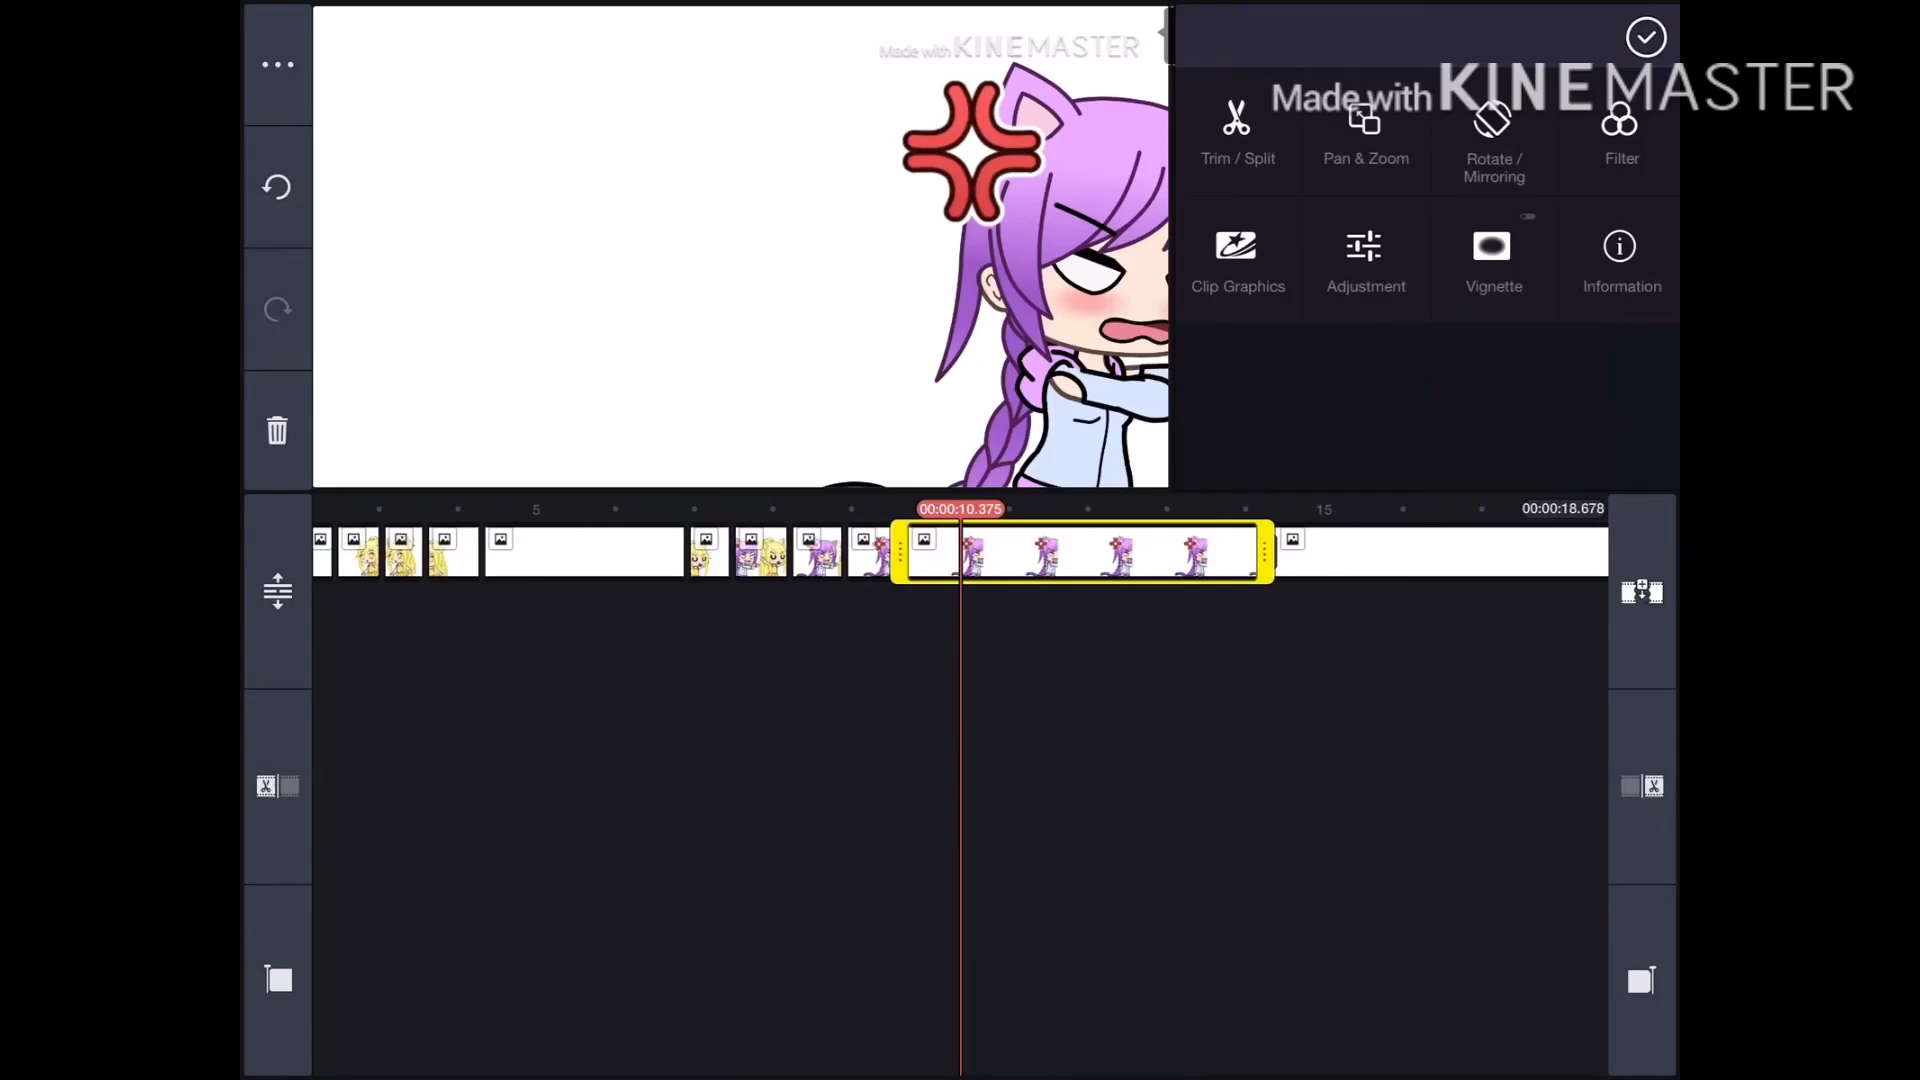 Made with KINEMASTER
Made with KINEMASTER
Trim / Split
Pan & Zoom
Rotate /
Mirroring
Filter
Clip Graphics
Adjustment
Vignette
Information
5
00:00:10.375
15
00:00:18.678